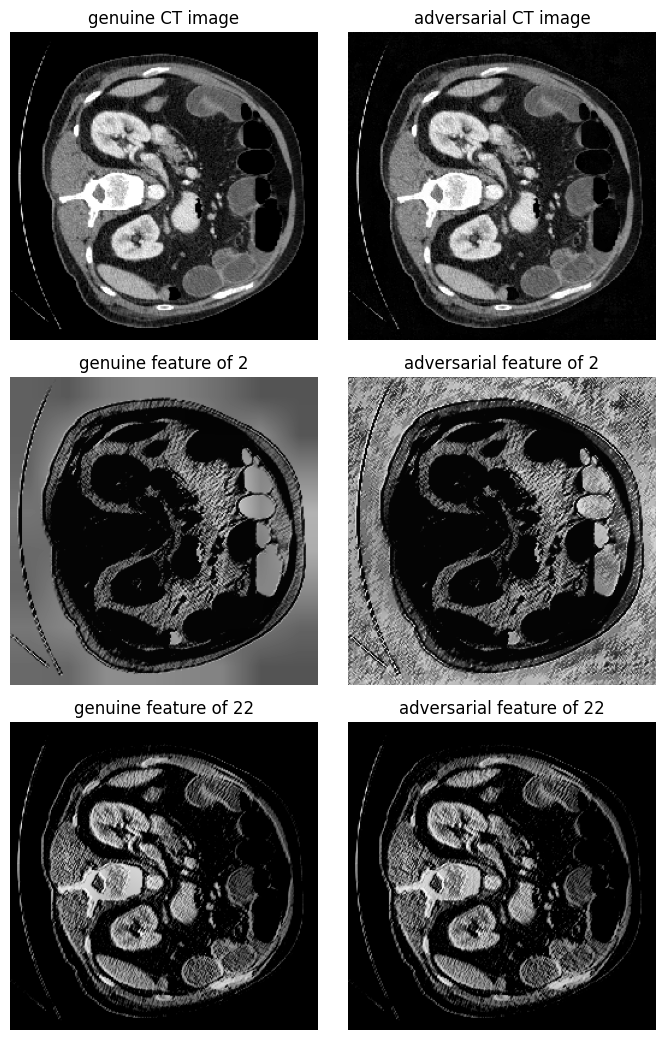 genuine CT image
adversarial CT image
genuine feature of 2
adversarial feature of 2
genuine feature of 22
adversarial feature of 22